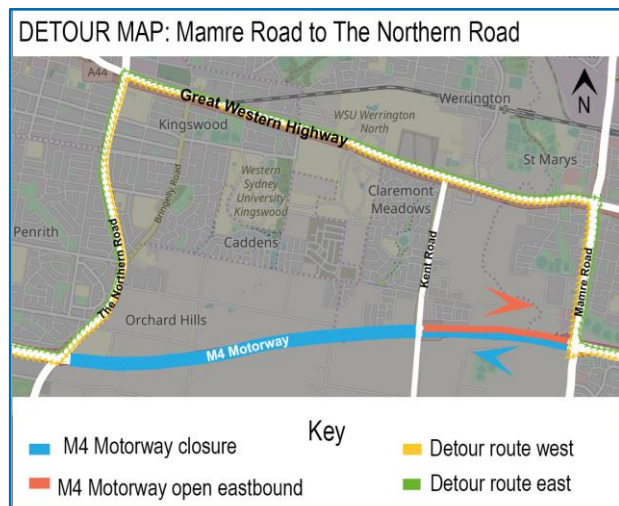 DETOUR MAP: Mamre Road to The Northern Road
A44
Great Western Highway
Werrington
N
Kingswood
WSU Werrington
North
St Marys
Bringelly Road
Western
Sydney
University
Kingswood
Claremont
Meadows
Penrith
The Northern Road
Caddens
Kent Road
Mamre Road
Orchard Hills
M4 Motorway
Key
M4 Motorway closure
Detour route west
M4 Motorway open eastbound
Detour route east